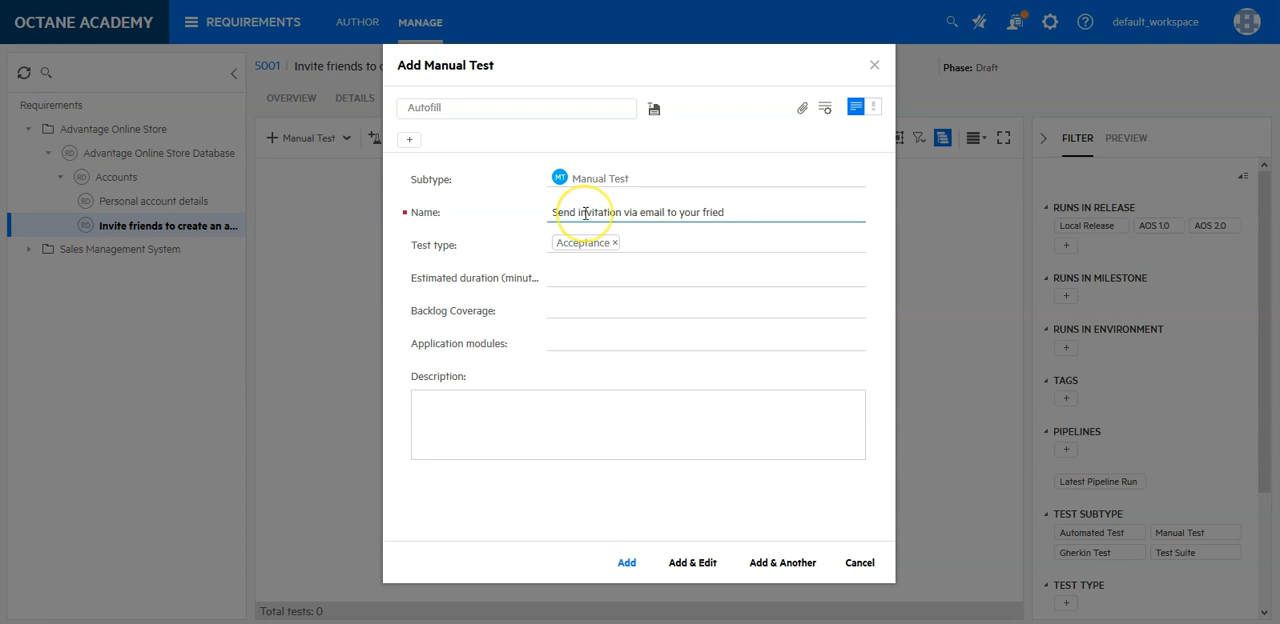 OCTANE ACADEMY
REQUIREMENTS
AUTHOR
MANAGE
default_workspace
Requirements
Advantage Online Store
RD Advantage Online Store Database
RD Accounts
RD Personal account details
RD Invite friends to create an a...
Sales Management System
5001 Invite friends to c
Phase: Draft
OVERVIEW
DETAILS
+ Manual Test
Add Manual Test
Autofill
+
Subtype:
MT Manual Test
Name:
Send invitation via email to your fried
Test type:
Acceptance ×
Estimated duration (minut...
Backlog Coverage:
Application modules:
Description:
Add
Add & Edit
Add & Another
Cancel
Total tests: 0
FILTER
PREVIEW
RUNS IN RELEASE
Local Release
AOS 1.0
AOS 2.0
+
RUNS IN MILESTONE
+
RUNS IN ENVIRONMENT
+
TAGS
+
PIPELINES
+
Latest Pipeline Run
TEST SUBTYPE
Automated Test
Manual Test
Gherkin Test
Test Suite
TEST TYPE
+